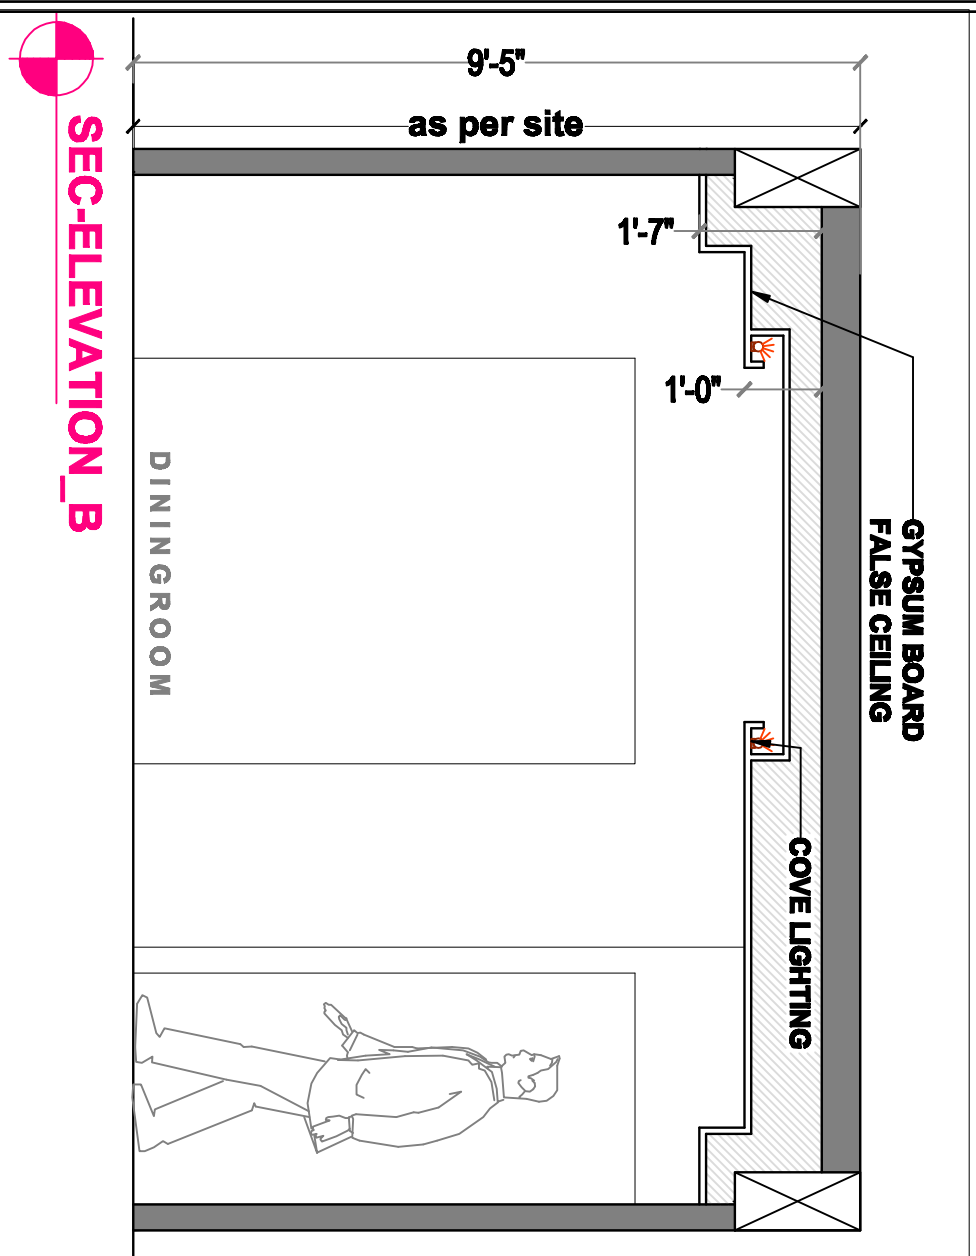 9'-5"
as per site
1'-7"
1'-0"
GYPSUM BOARD
FALSE CEILING
COVE LIGHTING
DININGROOM
SEC-ELEVATION_B